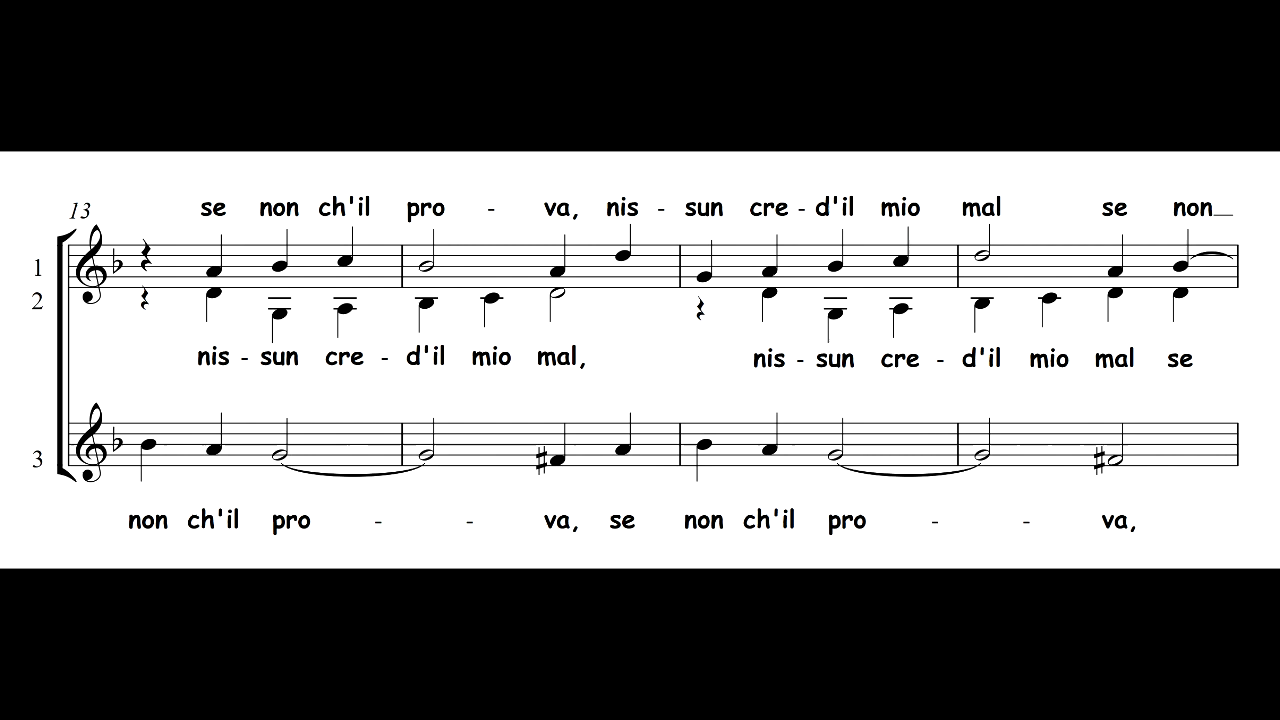 13
se non ch'il pro - va, nis - sun cre - d'il mio mal se non
1
2
nis - sun cre - d'il mio mal, nis - sun cre - d'il mio mal se
3
non ch'il pro - - va, se non ch'il pro - - va,